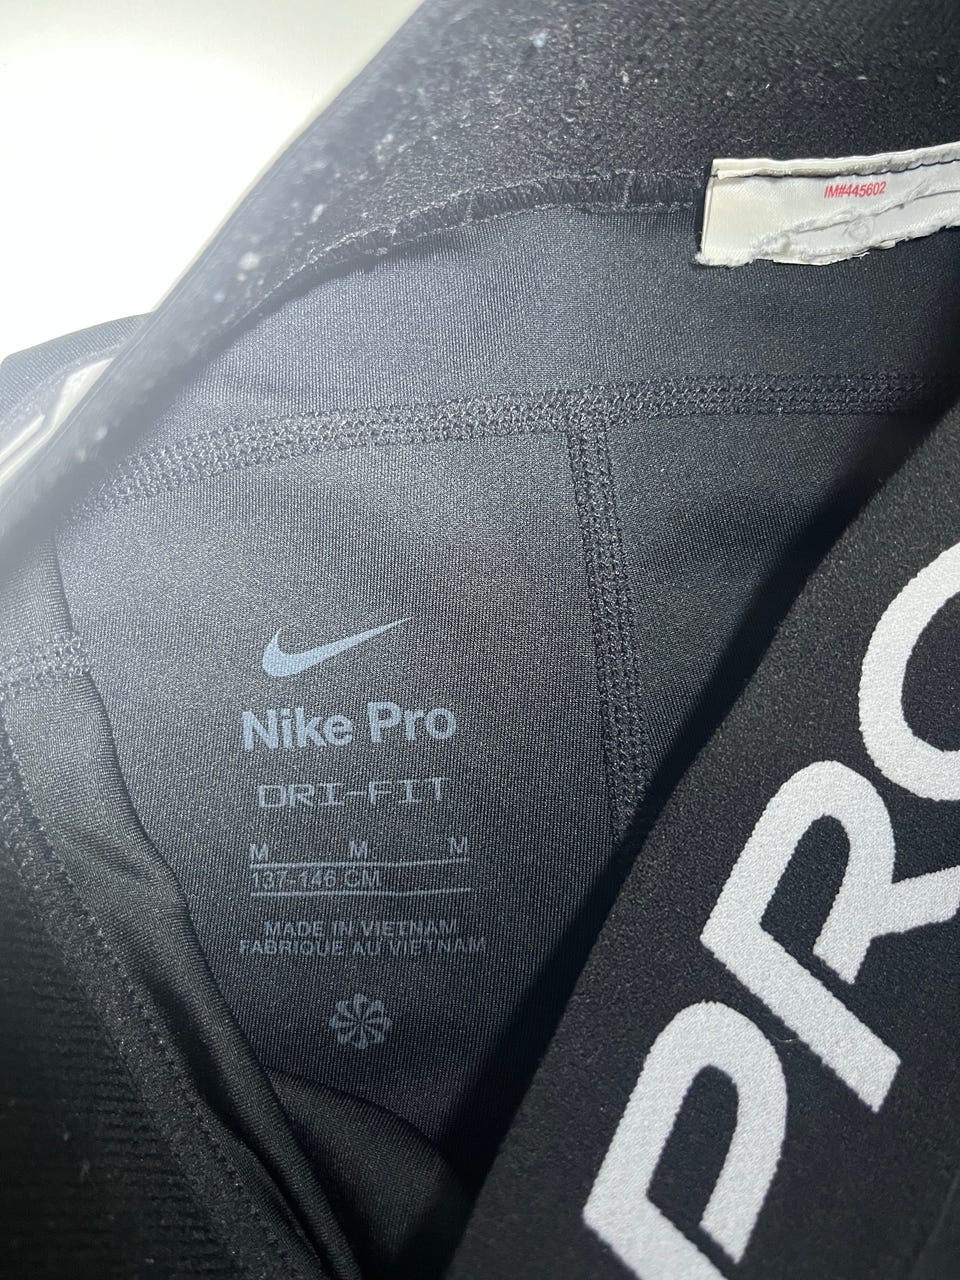 IM#445602
Nike Pro
DRI-FIT
M M M
137-146 CM
MADE IN VIETNAM
FABRIQUE AU VIETNAM
PRO
P